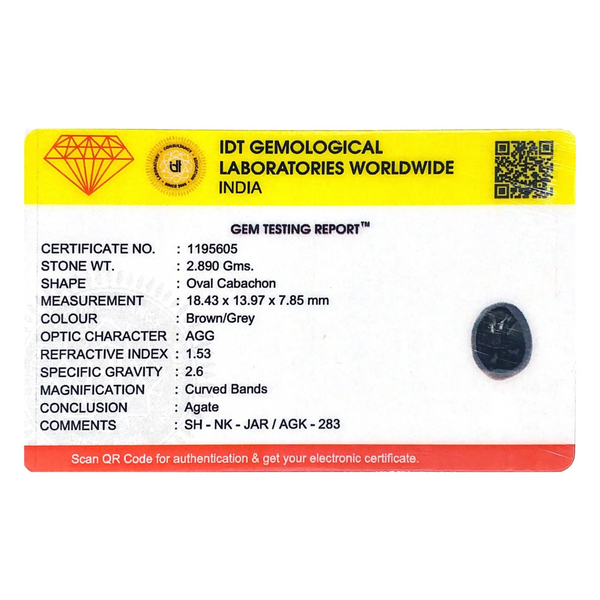 IDT GEMOLOGICAL
LABORATORIES WORLDWIDE
INDIA
idt
GEM TESTING REPORT™
CERTIFICATE NO. : 1195605
STONE WT. : 2.890 Gms.
SHAPE : Oval Cabachon
MEASUREMENT : 18.43 x 13.97 x 7.85 mm
COLOUR : Brown/Grey
OPTIC CHARACTER : AGG
REFRACTIVE INDEX : 1.53
SPECIFIC GRAVITY : 2.6
MAGNIFICATION : Curved Bands
CONCLUSION : Agate
COMMENTS : SH - NK - JAR / AGK - 283
Scan QR Code for authentication & get your electronic certificate.